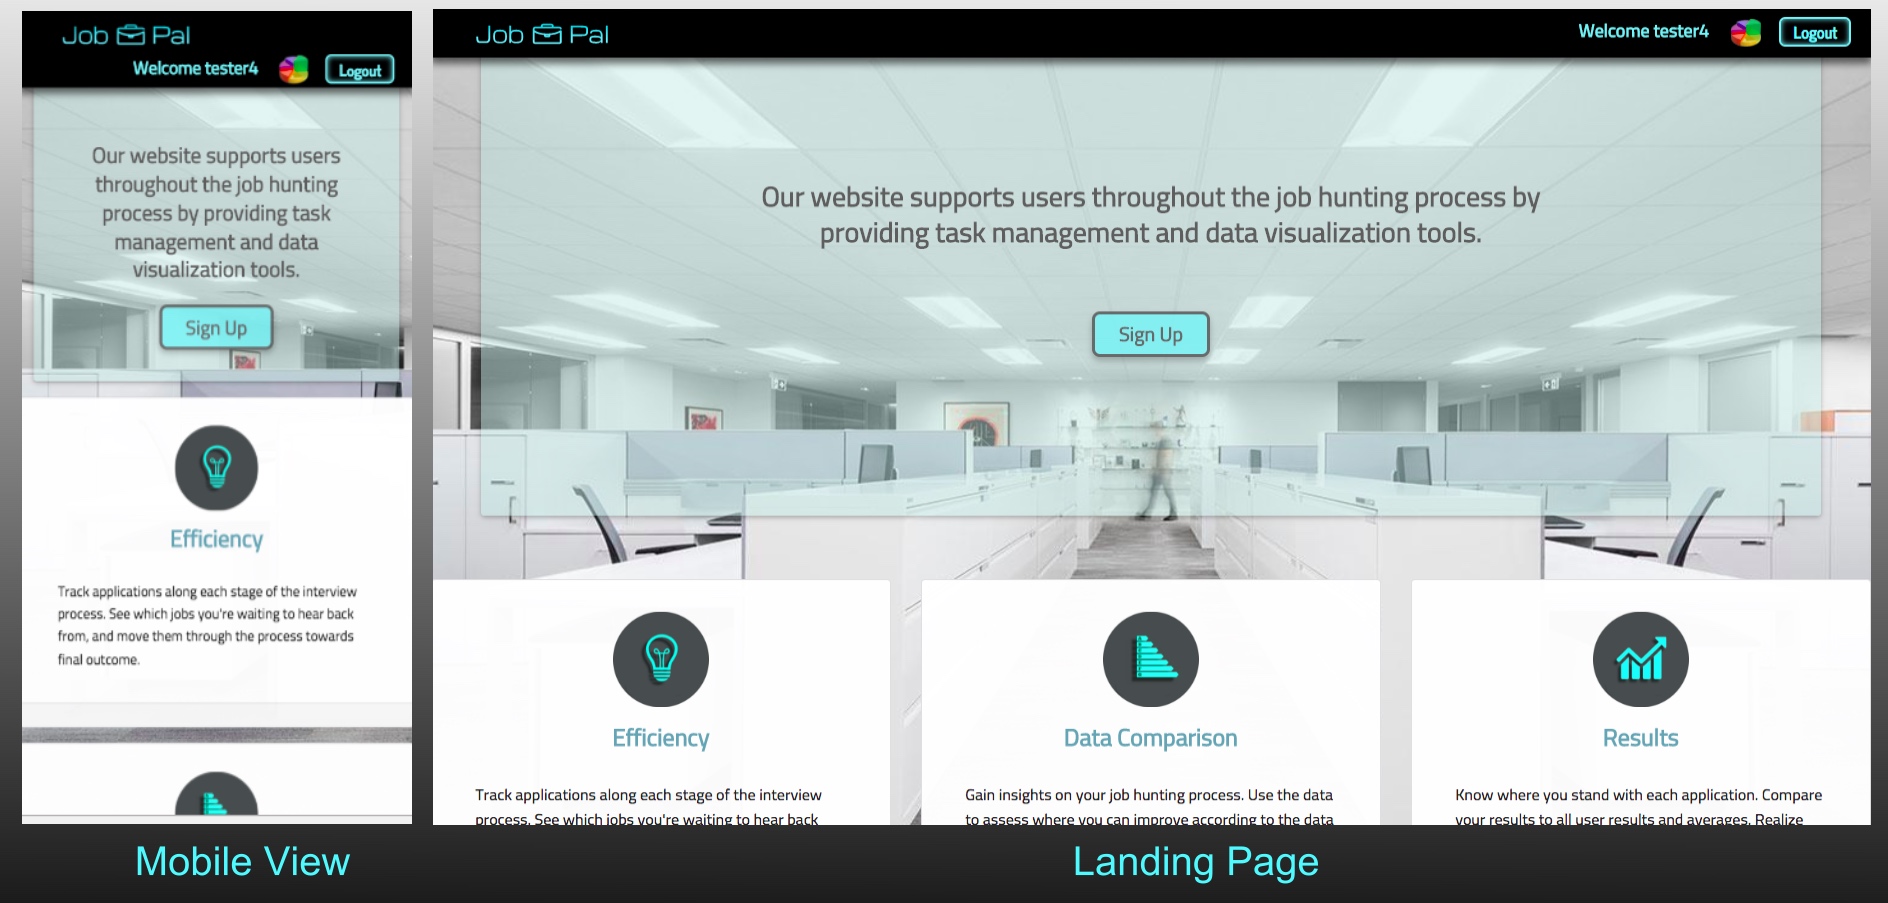 Job Pal
Welcome tester4
Logout
Our website supports users
throughout the job hunting
process by providing task
management and data
visualization tools.
Sign Up
Efficiency
Track applications along each stage of the interview
process. See which jobs you're waiting to hear back
from, and move them through the process towards
final outcome.
Mobile View
Job Pal
Welcome tester4
Logout
Our website supports users throughout the job hunting process by
providing task management and data visualization tools.
Sign Up
Efficiency
Track applications along each stage of the interview
process. See which jobs you're waiting to hear back
Data Comparison
Gain insights on your job hunting process. Use the data
to assess where you can improve according to the data
Results
Know where you stand with each application. Compare
your results to all user results and averages. Realize
Landing Page